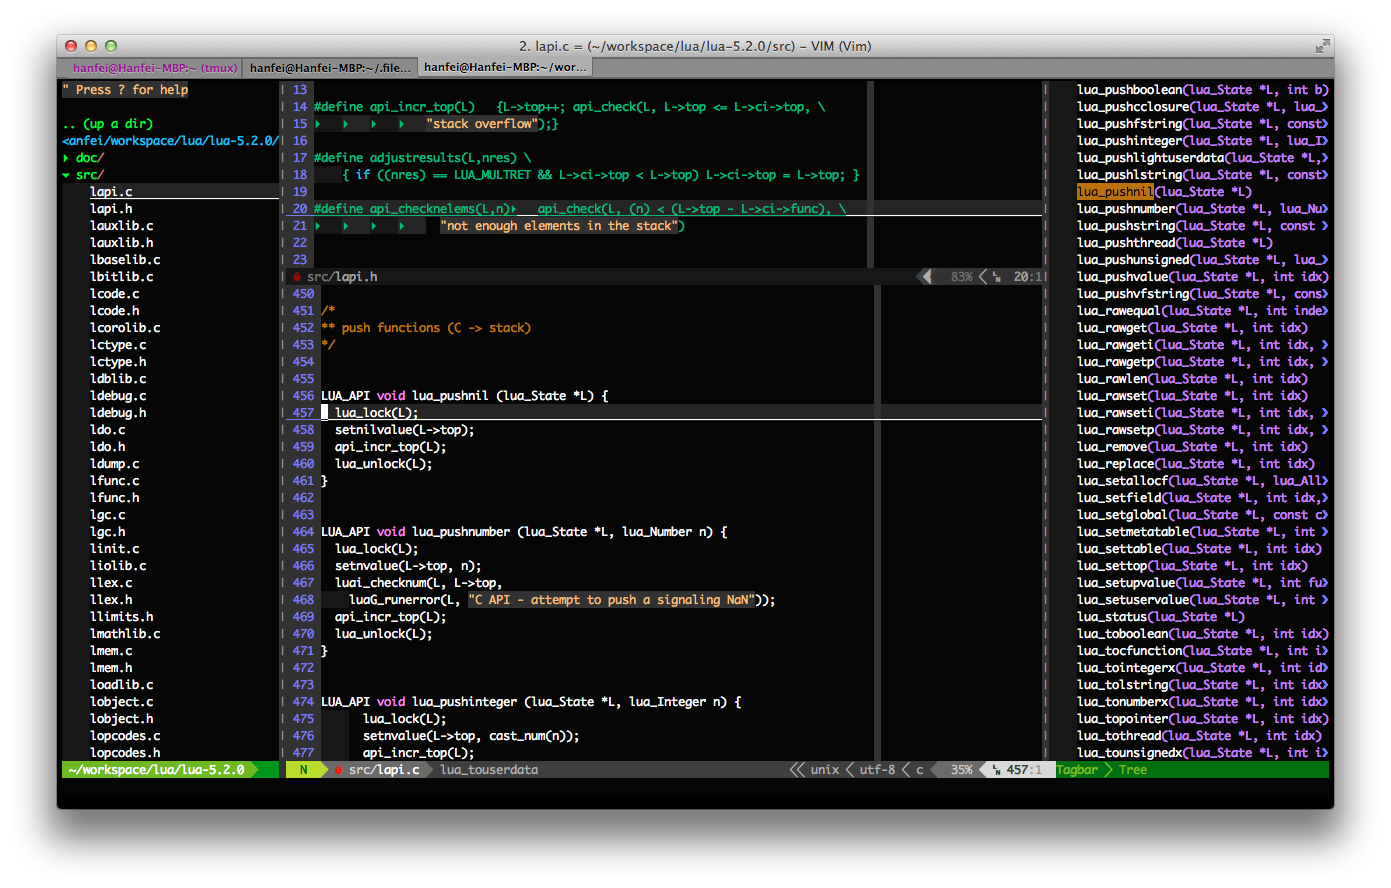 2. lapi.c = (~/workspace/lua/lua-5.2.0/src) - VIM (Vim)
hanfei@Hanfei-MBP:~ (tmux)
hanfei@Hanfei-MBP:~/.file...
hanfei@Hanfei-MBP:~/wor...
" Press ? for help
.. (up a dir)
<anfei/workspace/lua/lua-5.2.0/
▸ doc/
▾ src/
lapi.c
lapi.h
lauxlib.c
lauxlib.h
lbaselib.c
lbitlib.c
lcode.c
lcode.h
lcorolib.c
lctype.c
lctype.h
ldblib.c
ldebug.c
ldebug.h
ldo.c
ldo.h
ldump.c
lfunc.c
lfunc.h
lgc.c
lgc.h
linit.c
liolib.c
llex.c
llex.h
llimits.h
lmathlib.c
lmem.c
lmem.h
loadlib.c
lobject.c
lobject.h
lopcodes.c
lopcodes.h
~/workspace/lua/lua-5.2.0
13
14 #define api_incr_top(L)   {L->top++; api_check(L, L->top <= L->ci->top, \
15 ▸   ▸   ▸   ▸   "stack overflow");}
16
17 #define adjustresults(L,nres) \
18     { if ((nres) == LUA_MULTRET && L->ci->top < L->top) L->ci->top = L->top; }
19
20 #define api_checknelems(L,n)▸   api_check(L, (n) < (L->top - L->ci->func), \
21 ▸   ▸   ▸   ▸     "not enough elements in the stack")
22
23
src/lapi.h 83% 20:1
450
451 /*
452 ** push functions (C -> stack)
453 */
454
455
456 LUA_API void lua_pushnil (lua_State *L) {
457   lua_lock(L);
458   setnilvalue(L->top);
459   api_incr_top(L);
460   lua_unlock(L);
461 }
462
463
464 LUA_API void lua_pushnumber (lua_State *L, lua_Number n) {
465   lua_lock(L);
466   setnvalue(L->top, n);
467   luai_checknum(L, L->top,
468     luaG_runerror(L, "C API - attempt to push a signaling NaN"));
469   api_incr_top(L);
470   lua_unlock(L);
471 }
472
473
474 LUA_API void lua_pushinteger (lua_State *L, lua_Integer n) {
475       lua_lock(L);
476       setnvalue(L->top, cast_num(n));
477       api_incr_top(L);
N src/lapi.c lua_touserdata unix utf-8 c 35% 457:1
lua_pushboolean(lua_State *L, int b)
lua_pushcclosure(lua_State *L, lua_>
lua_pushfstring(lua_State *L, const>
lua_pushinteger(lua_State *L, lua_I>
lua_pushlightuserdata(lua_State *L,>
lua_pushlstring(lua_State *L, const>
lua_pushnil(lua_State *L)
lua_pushnumber(lua_State *L, lua_Nu>
lua_pushstring(lua_State *L, const >
lua_pushthread(lua_State *L)
lua_pushunsigned(lua_State *L, lua_>
lua_pushvalue(lua_State *L, int idx)
lua_pushvfstring(lua_State *L, cons>
lua_rawequal(lua_State *L, int inde>
lua_rawget(lua_State *L, int idx)
lua_rawgeti(lua_State *L, int idx, >
lua_rawgetp(lua_State *L, int idx, >
lua_rawlen(lua_State *L, int idx)
lua_rawset(lua_State *L, int idx)
lua_rawseti(lua_State *L, int idx, >
lua_rawsetp(lua_State *L, int idx, >
lua_remove(lua_State *L, int idx)
lua_replace(lua_State *L, int idx)
lua_setallocf(lua_State *L, lua_All>
lua_setfield(lua_State *L, int idx,>
lua_setglobal(lua_State *L, const c>
lua_setmetatable(lua_State *L, int >
lua_settable(lua_State *L, int idx)
lua_settop(lua_State *L, int idx)
lua_setupvalue(lua_State *L, int fu>
lua_setuservalue(lua_State *L, int >
lua_status(lua_State *L)
lua_toboolean(lua_State *L, int idx)
lua_tocfunction(lua_State *L, int i>
lua_tointegerx(lua_State *L, int id>
lua_tolstring(lua_State *L, int idx>
lua_tonumberx(lua_State *L, int idx>
lua_topointer(lua_State *L, int idx)
lua_tothread(lua_State *L, int idx)
lua_tounsignedx(lua_State *L, int i>
Tagbar Tree